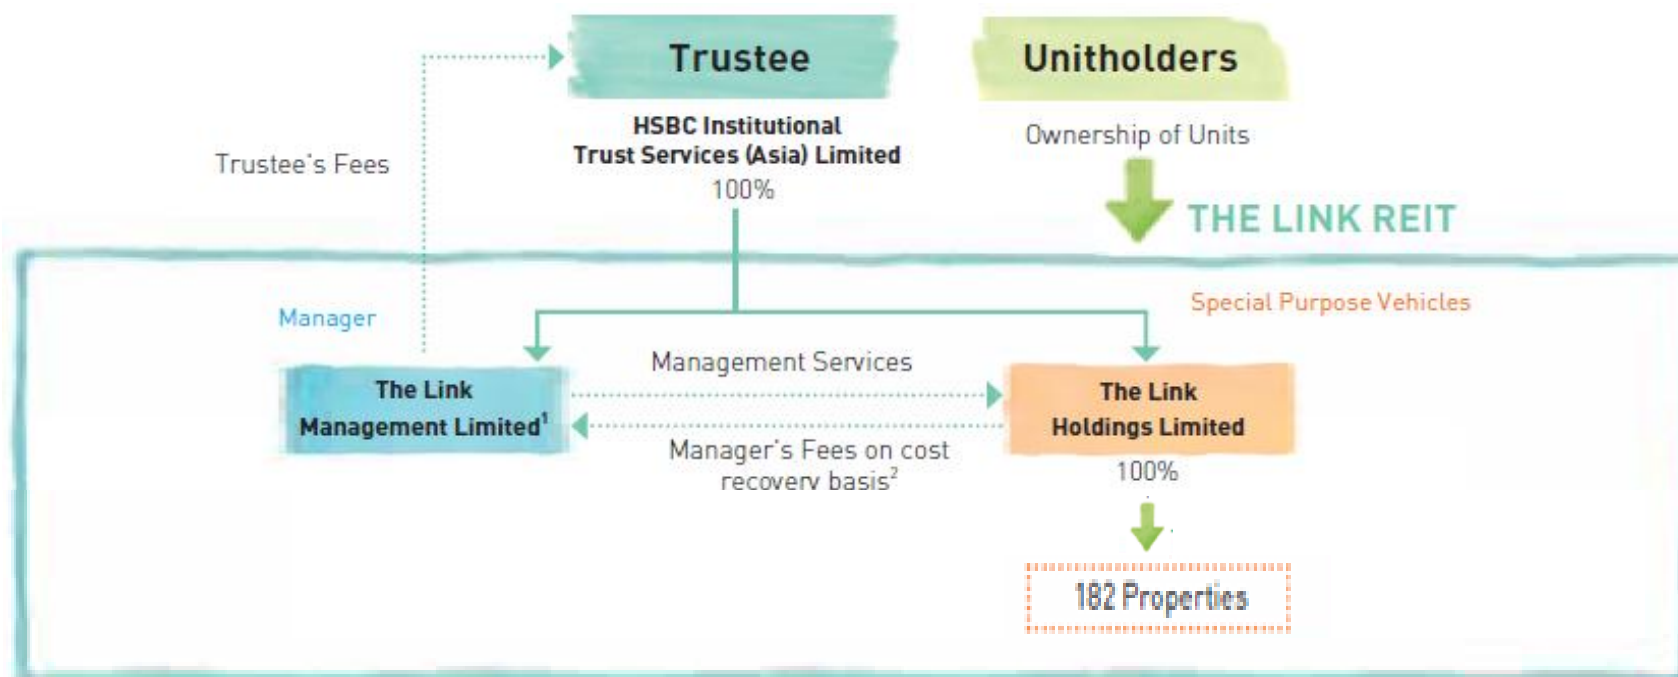 Trustee
Unitholders
HSBC Institutional
Trust Services (Asia) Limited
100%
Ownership of Units
Trustee's Fees
THE LINK REIT
Manager
Special Purpose Vehicles
Management Services
The Link
Management Limited¹
The Link
Holdings Limited
Manager's Fees on cost
recovery basis²
100%
182 Properties